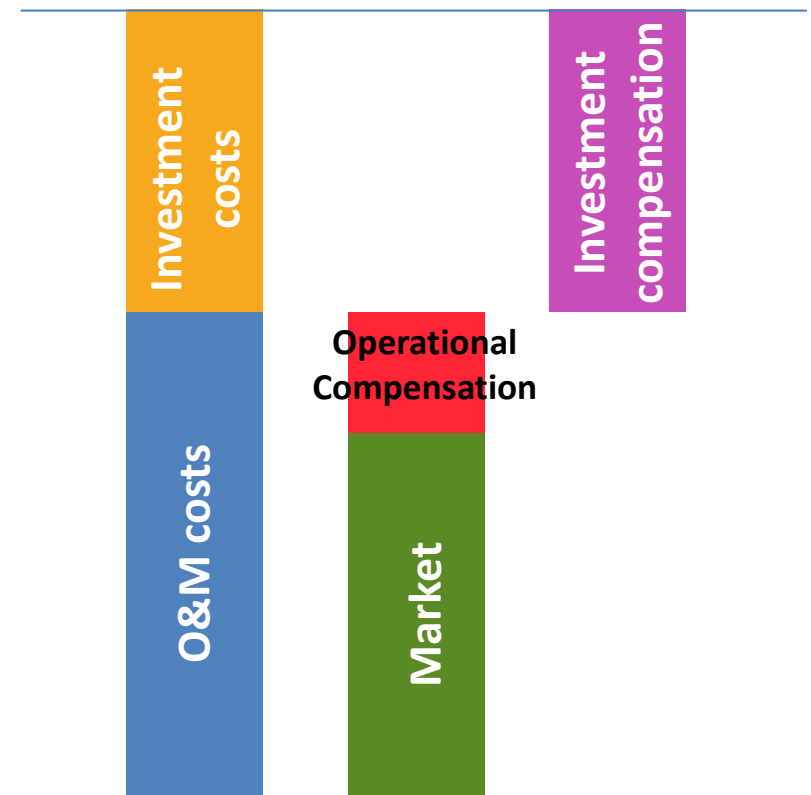 Investment
costs
Investment
compensation
Operational
Compensation
O&M costs
Market